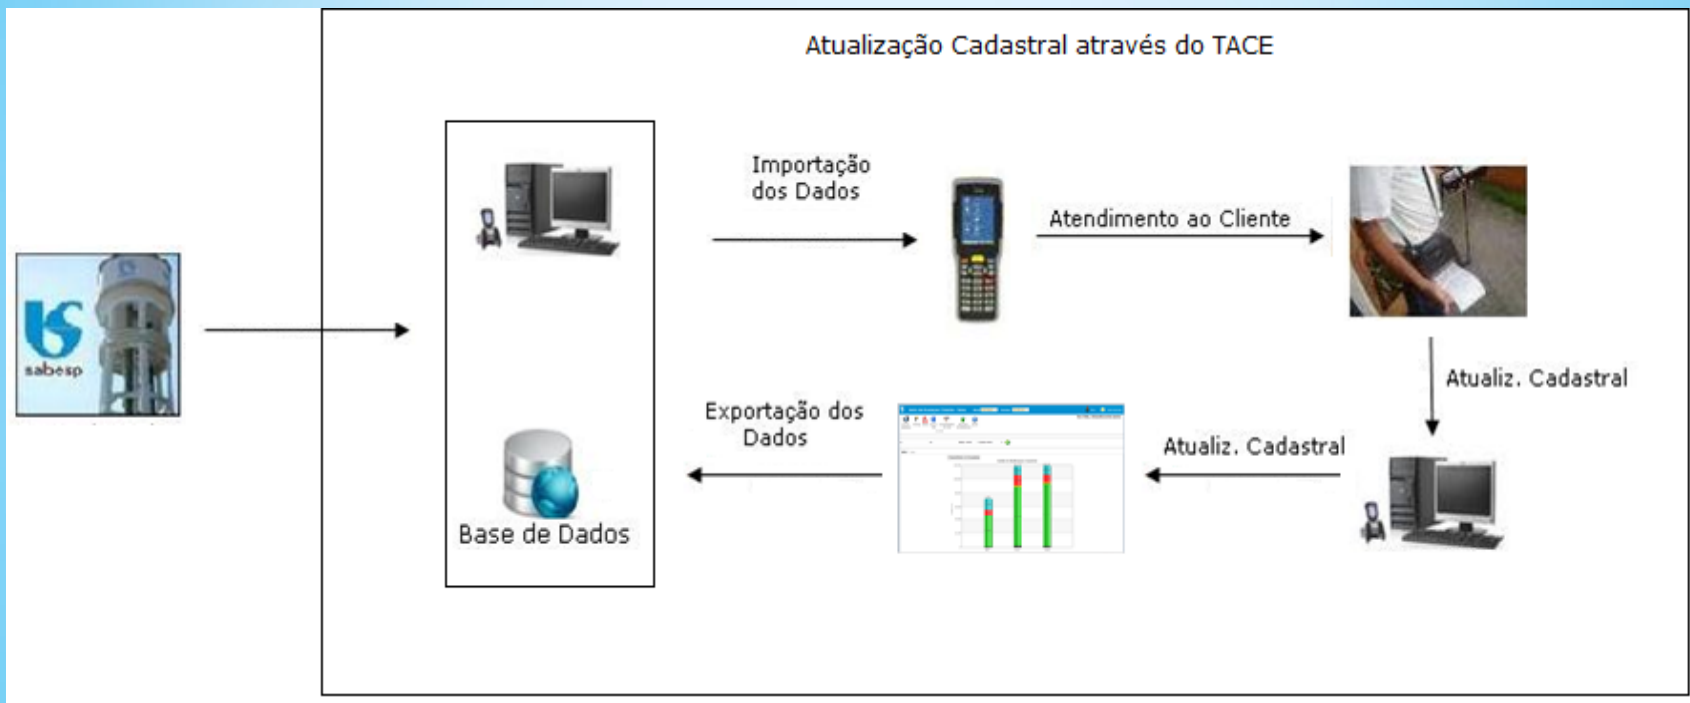 Atualização Cadastral através do TACE
Importação
dos Dados
Atendimento ao Cliente
sabesp
Atualiz. Cadastral
Exportação dos
Dados
Atualiz. Cadastral
Base de Dados